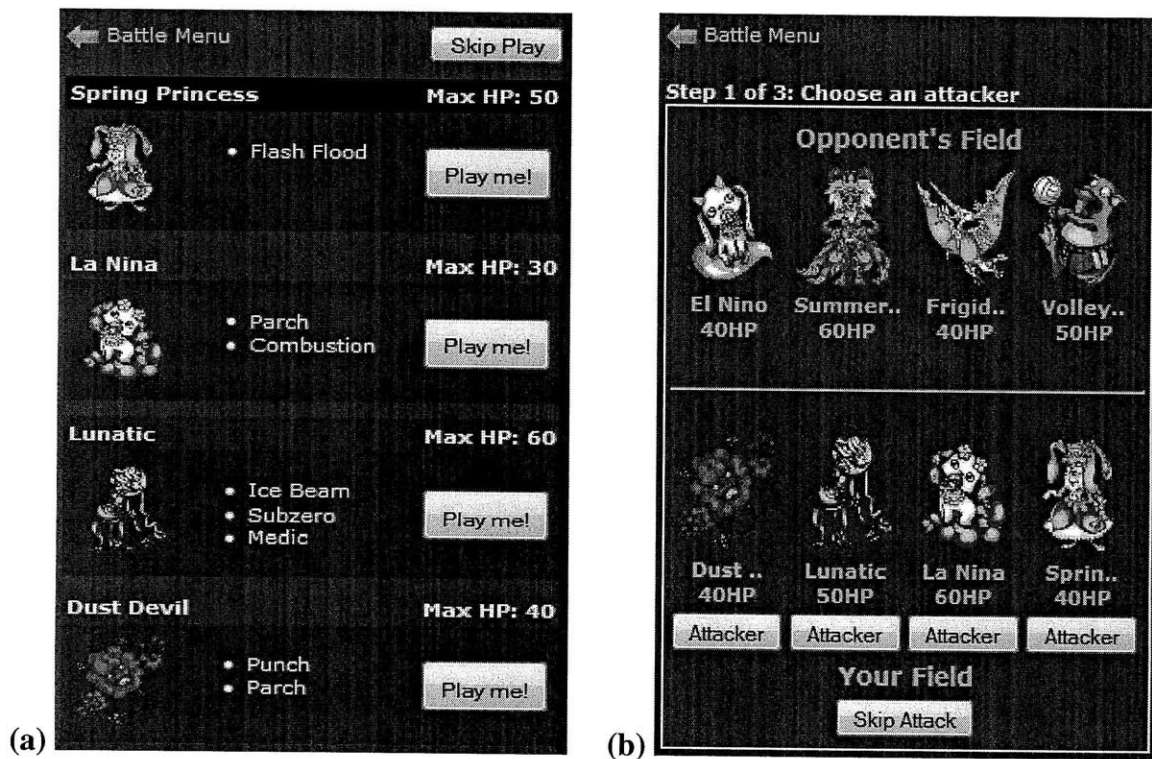 Battle Menu
Skip Play
Spring Princess Max HP: 50
• Flash Flood
Play me!
La Nina Max HP: 30
• Parch
• Combustion
Play me!
Lunatic Max HP: 60
• Ice Beam
• Subzero
• Medic
Play me!
Dust Devil Max HP: 40
• Punch
• Parch
Play me!
(a)
Battle Menu
Step 1 of 3: Choose an attacker
Opponent's Field
El Nino Summer.. Frigid.. Volley..
40HP 60HP 40HP 50HP
Dust .. Lunatic La Nina Sprin..
40HP 50HP 60HP 40HP
Attacker Attacker Attacker Attacker
Your Field
Skip Attack
(b)